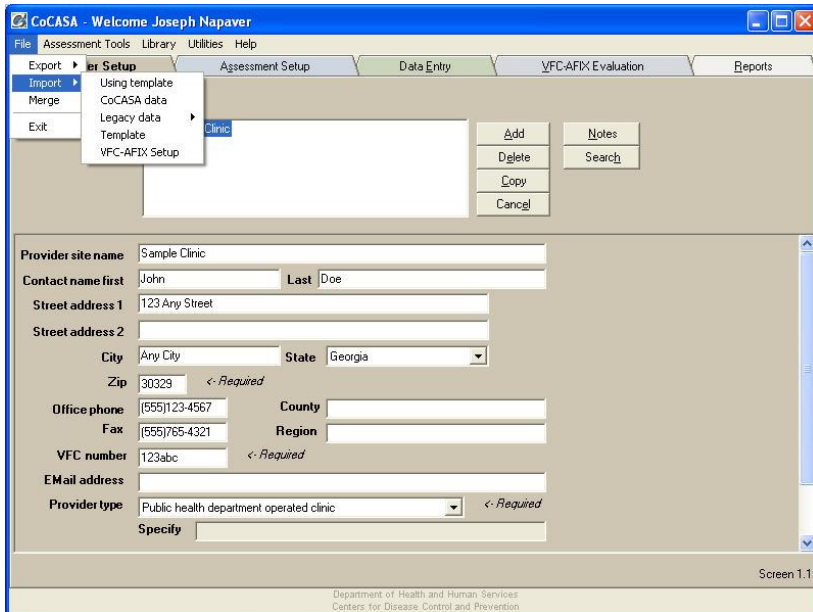 CoCASA - Welcome Joseph Napaver
File Assessment Tools Library Utilities Help
Export er Setup Assessment Setup Data Entry VFC-AFIX Evaluation Reports
Import Using template
Merge CoCASA data
Legacy data
Exit Clinic Add Notes
Template
VFC-AFIX Setup Delete Search
Copy
Cancel
Provider site name Sample Clinic
Contact name first John Last Doe
Street address 1 123 Any Street
Street address 2
City Any City State Georgia
Zip 30329 <- Required
Office phone (555)123-4567 County
Fax (555)765-4321 Region
VFC number 123abc <- Required
EMail address
Provider type Public health department operated clinic <- Required
Specify
Screen 1.1
Department of Health and Human Services
Centers for Disease Control and Prevention